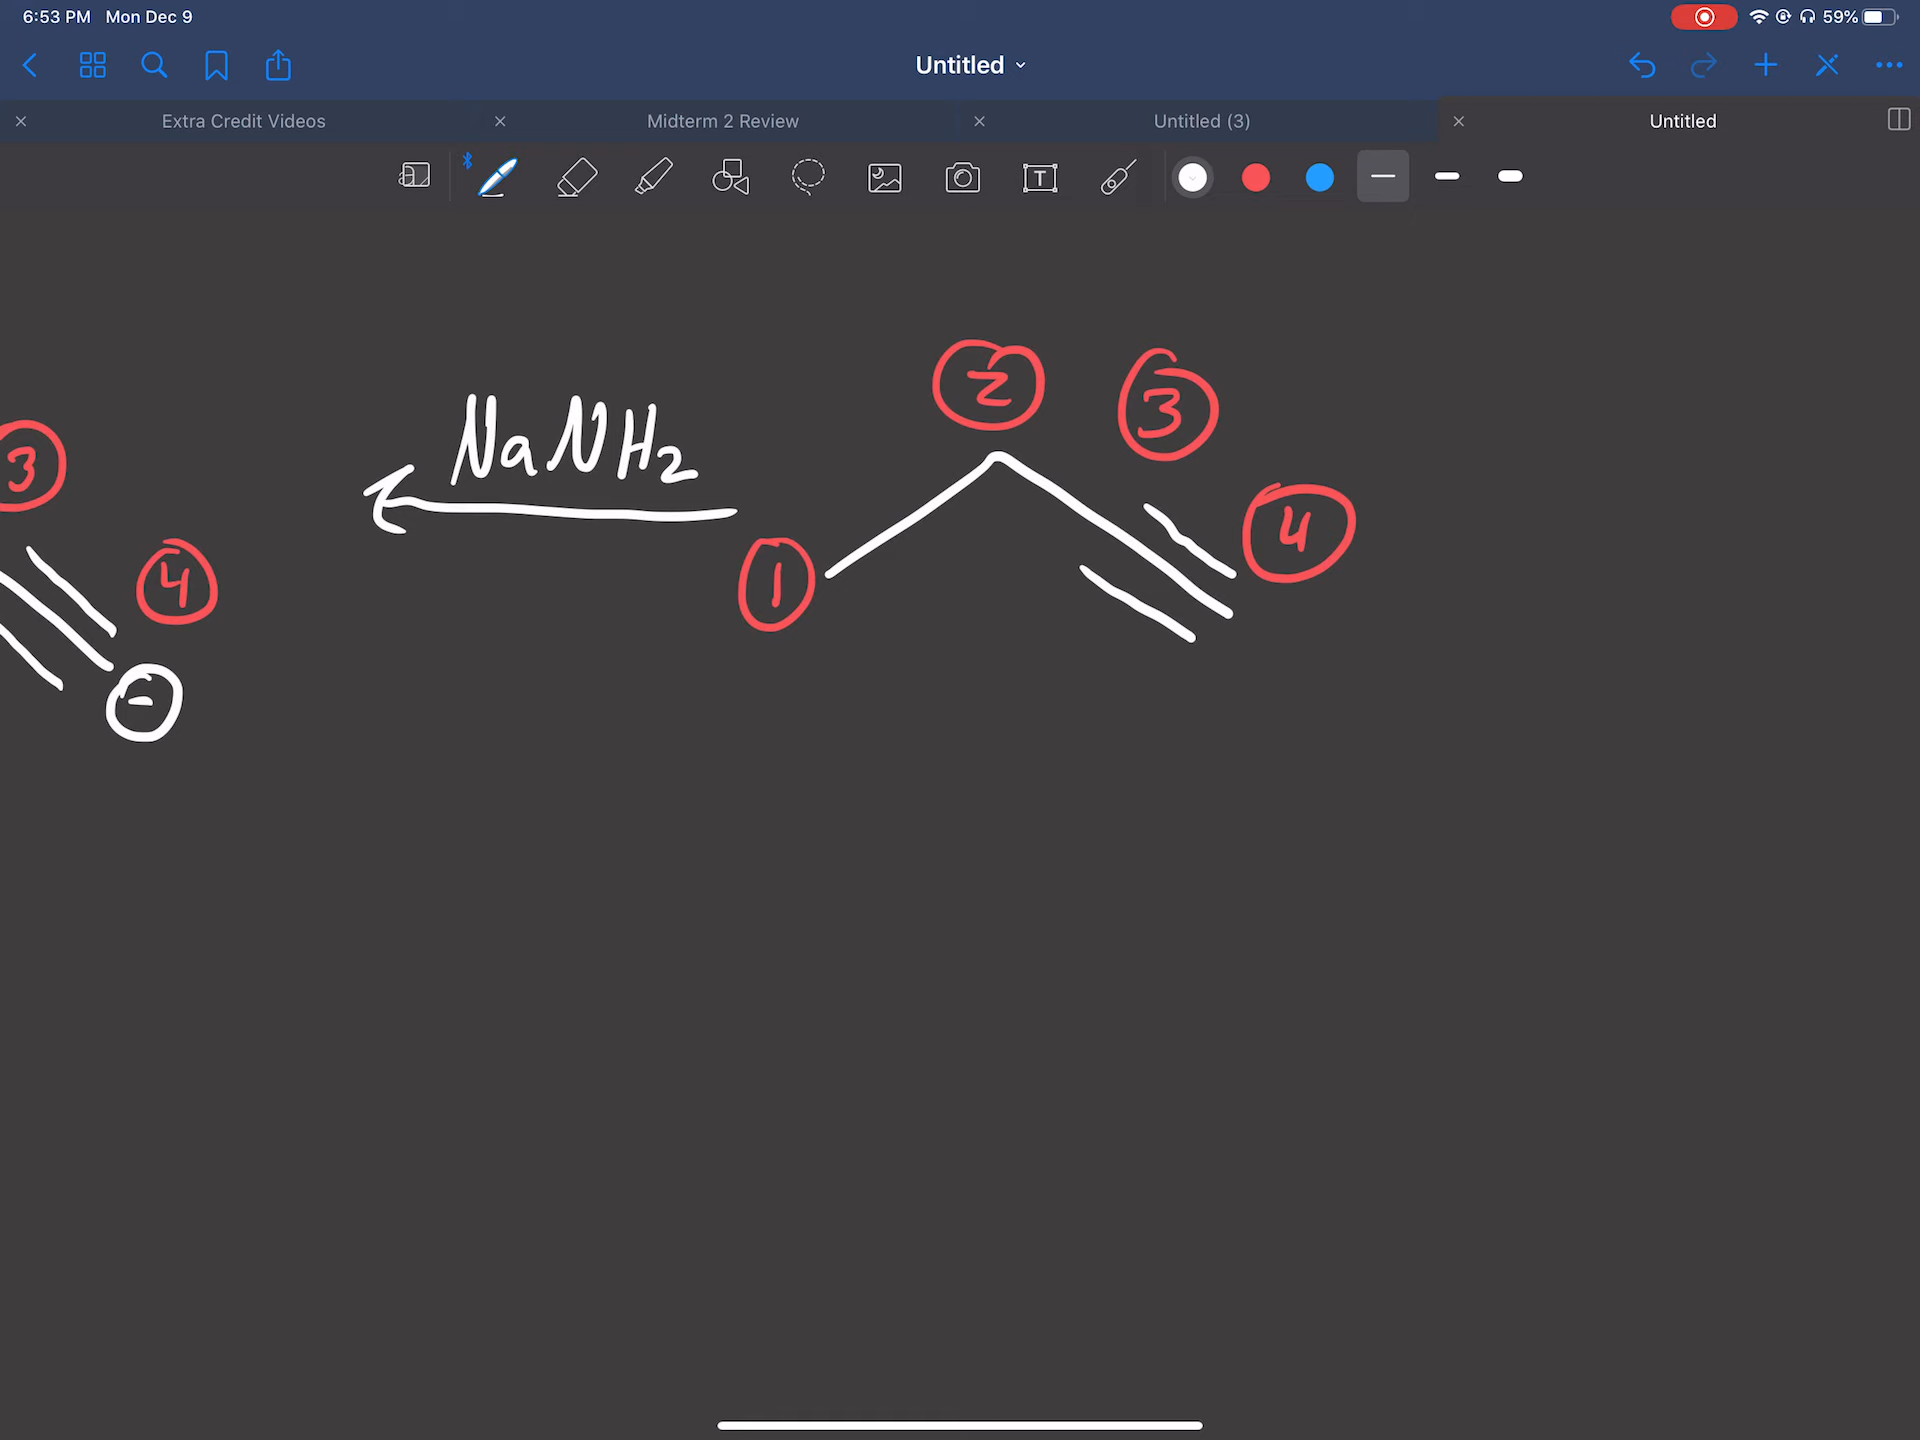 6:53 PM Mon Dec 9
59%
Untitled
Extra Credit Videos
Midterm 2 Review
Untitled (3)
Untitled
T
2
3
NaNH2
3
4
1
4
-